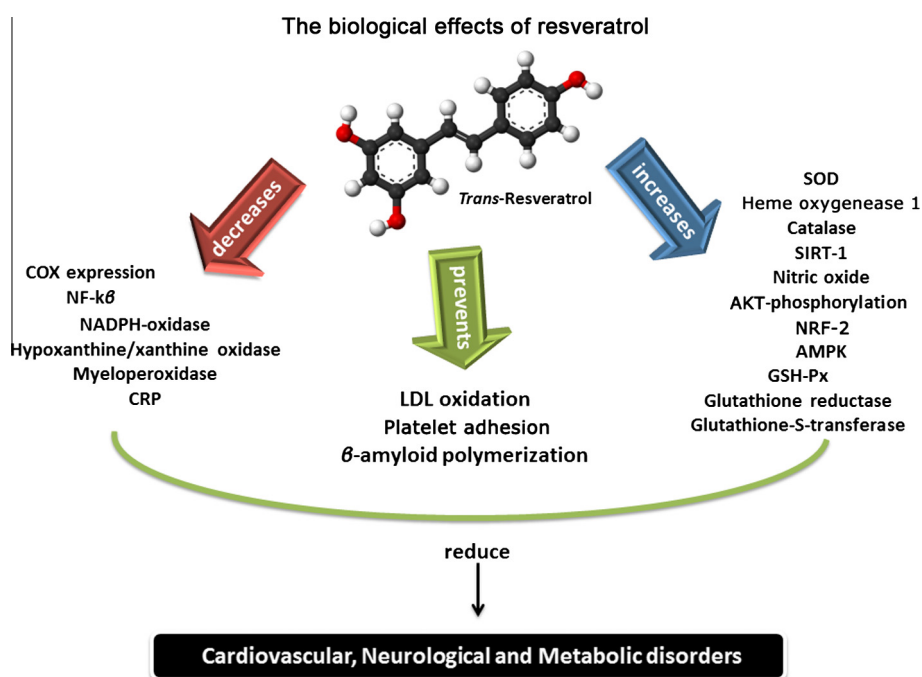 The biological effects of resveratrol
Trans-Resveratrol
decreases
COX expression
NF-kβ
NADPH-oxidase
Hypoxanthine/xanthine oxidase
Myeloperoxidase
CRP
prevents
LDL oxidation
Platelet adhesion
β-amyloid polymerization
increases
SOD
Heme oxygenease 1
Catalase
SIRT-1
Nitric oxide
AKT-phosphorylation
NRF-2
AMPK
GSH-Px
Glutathione reductase
Glutathione-S-transferase
reduce
Cardiovascular, Neurological and Metabolic disorders